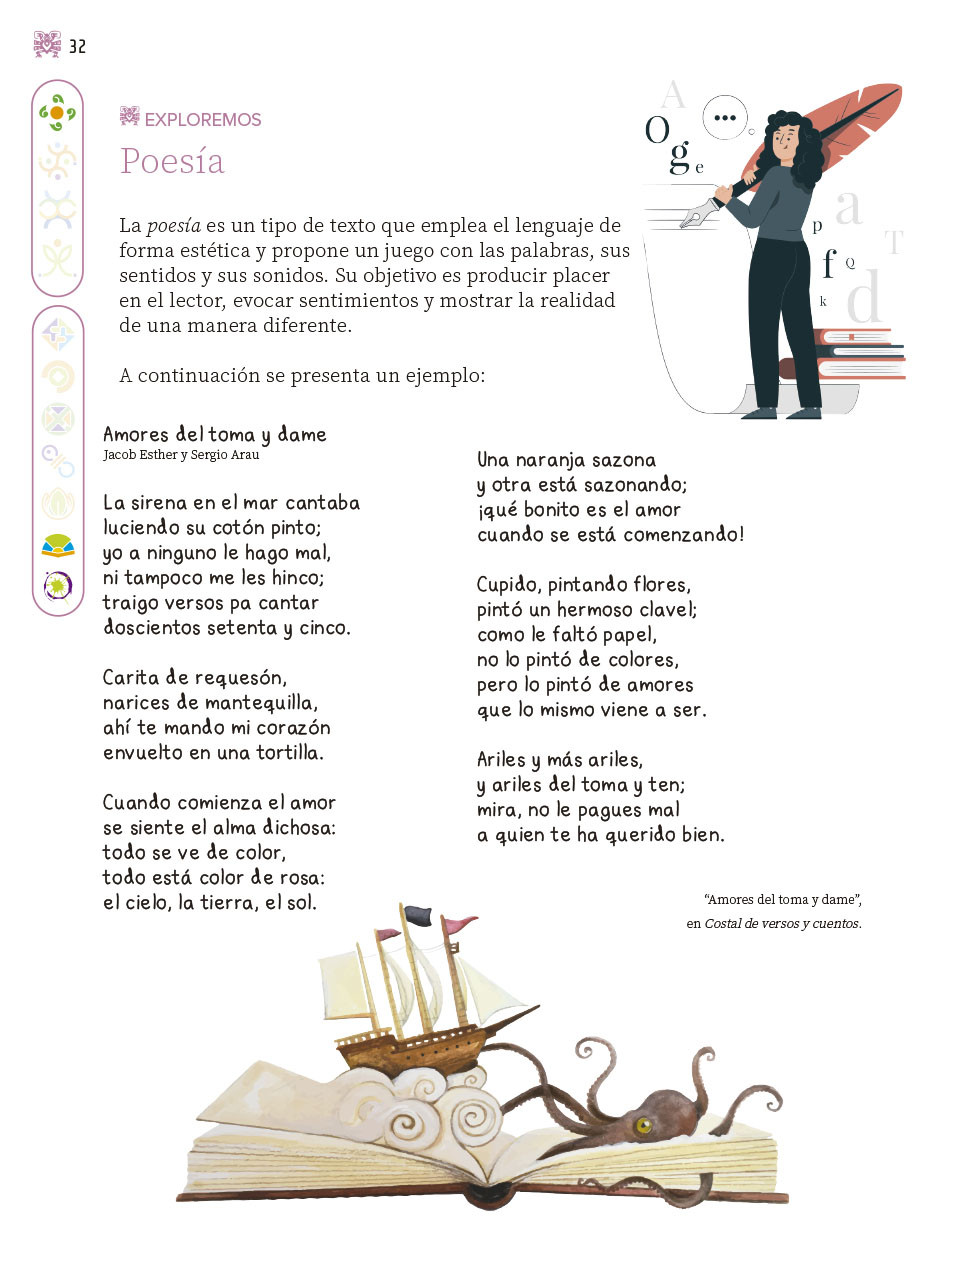 32
EXPLOREMOS
Poesía
La poesía es un tipo de texto que emplea el lenguaje de
forma estética y propone un juego con las palabras, sus
sentidos y sus sonidos. Su objetivo es producir placer
en el lector, evocar sentimientos y mostrar la realidad
de una manera diferente.
A continuación se presenta un ejemplo:
A
O
g
e
p
a
T
f
Q
k
d
Amores del toma y dame
Jacob Esther y Sergio Arau
La sirena en el mar cantaba
luciendo su cotón pinto;
yo a ninguno le hago mal,
ni tampoco me les hinco;
traigo versos pa cantar
doscientos setenta y cinco.
Carita de requesón,
narices de mantequilla,
ahí te mando mi corazón
envuelto en una tortilla.
Cuando comienza el amor
se siente el alma dichosa:
todo se ve de color,
todo está color de rosa:
el cielo, la tierra, el sol.
Una naranja sazona
y otra está sazonando;
¡qué bonito es el amor
cuando se está comenzando!
Cupido, pintando flores,
pintó un hermoso clavel;
como le faltó papel,
no lo pintó de colores,
pero lo pintó de amores
que lo mismo viene a ser.
Ariles y más ariles,
y ariles del toma y ten;
mira, no le pagues mal
a quien te ha querido bien.
“Amores del toma y dame”,
en Costal de versos y cuentos.